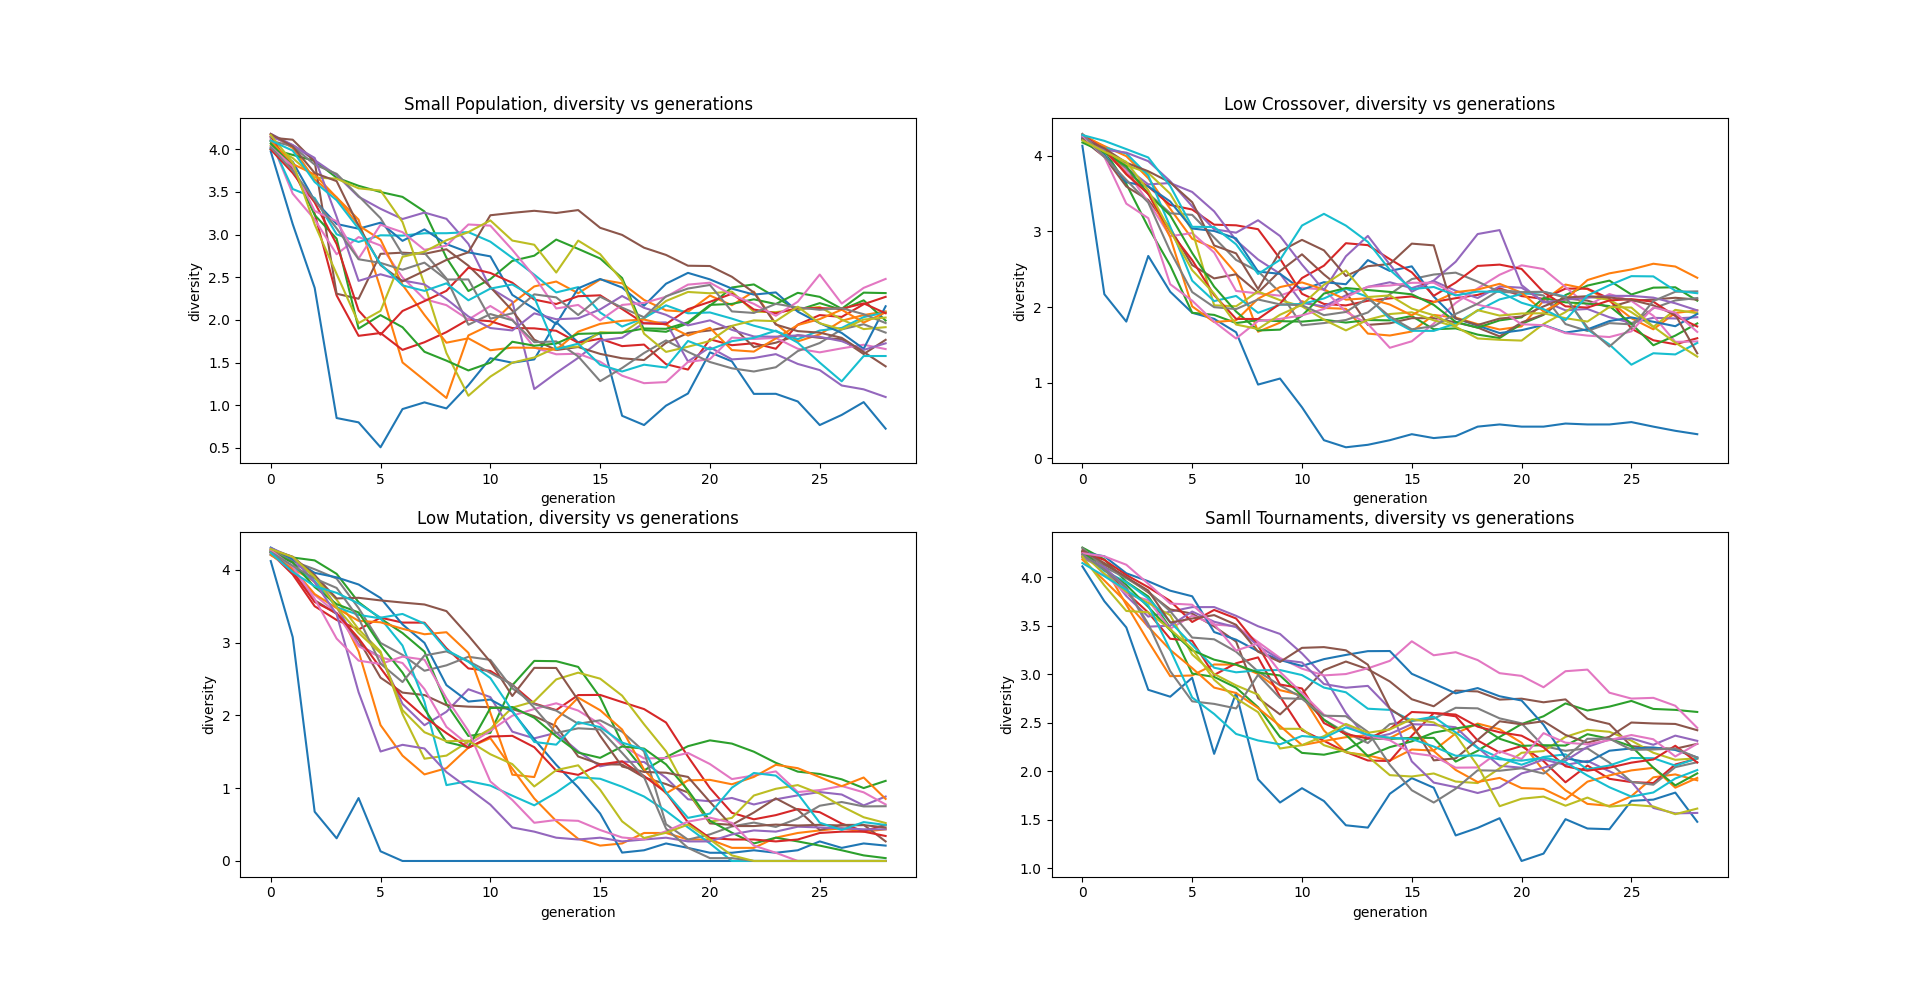 Small Population, diversity vs generations
4.0
3.5
3.0
2.5
2.0
1.5
1.0
0.5
diversity
0 5 10 15 20 25
generation
Low Crossover, diversity vs generations
4
3
2
1
0
diversity
0 5 10 15 20 25
generation
Low Mutation, diversity vs generations
4
3
2
1
0
diversity
0 5 10 15 20 25
generation
Samll Tournaments, diversity vs generations
4.0
3.5
3.0
2.5
2.0
1.5
1.0
diversity
0 5 10 15 20 25
generation